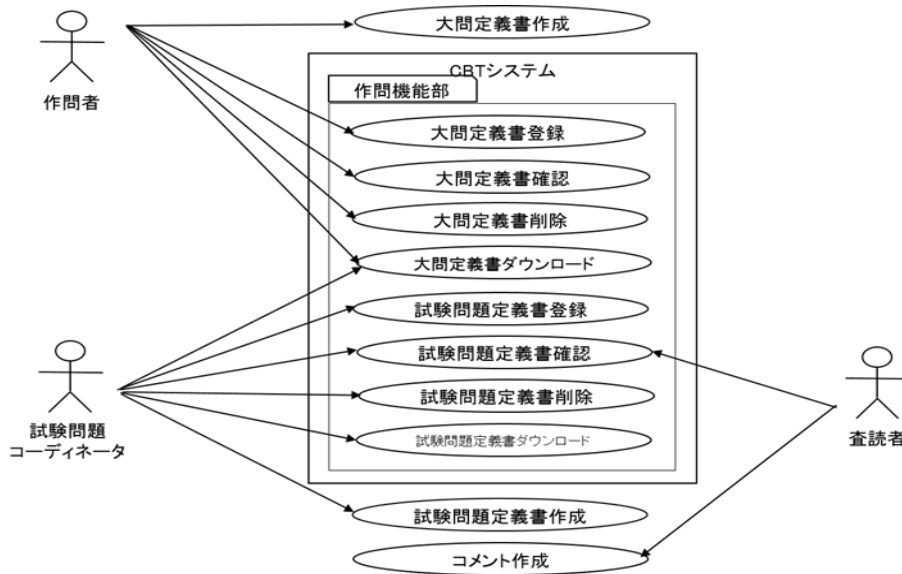 大問定義書作成
CBTシステム
作問機能部
作問者
大問定義書登録
大問定義書確認
大問定義書削除
大問定義書ダウンロード
試験問題定義書登録
試験問題定義書確認
試験問題定義書削除
試験問題
コーディネータ
査読者
試験問題定義書ダウンロード
試験問題定義書作成
コメント作成